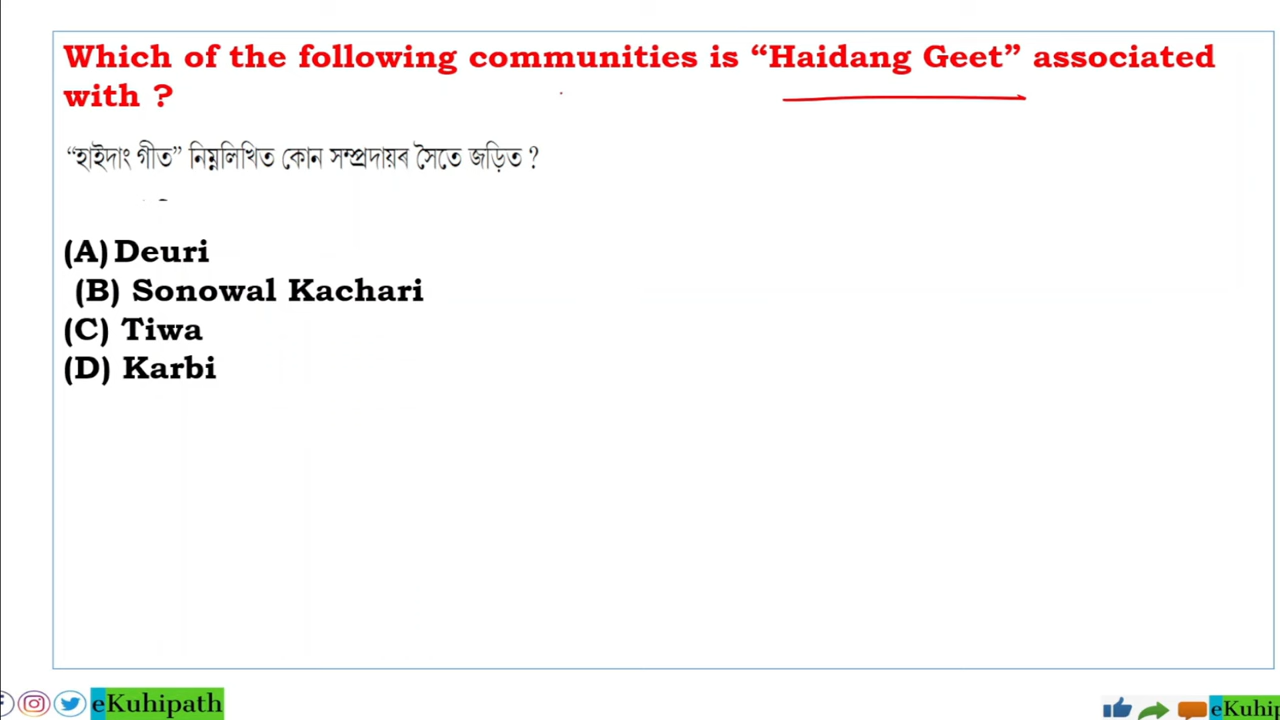 Which of the following communities is “Haidang Geet” associated
with ?
“হাইদাং গীত” নিম্নলিখিত কোন সম্প্ৰদায়ৰ সৈতে জড়িত ?
(A) Deuri
(B) Sonowal Kachari
(C) Tiwa
(D) Karbi
eKuhipath
eKuhip